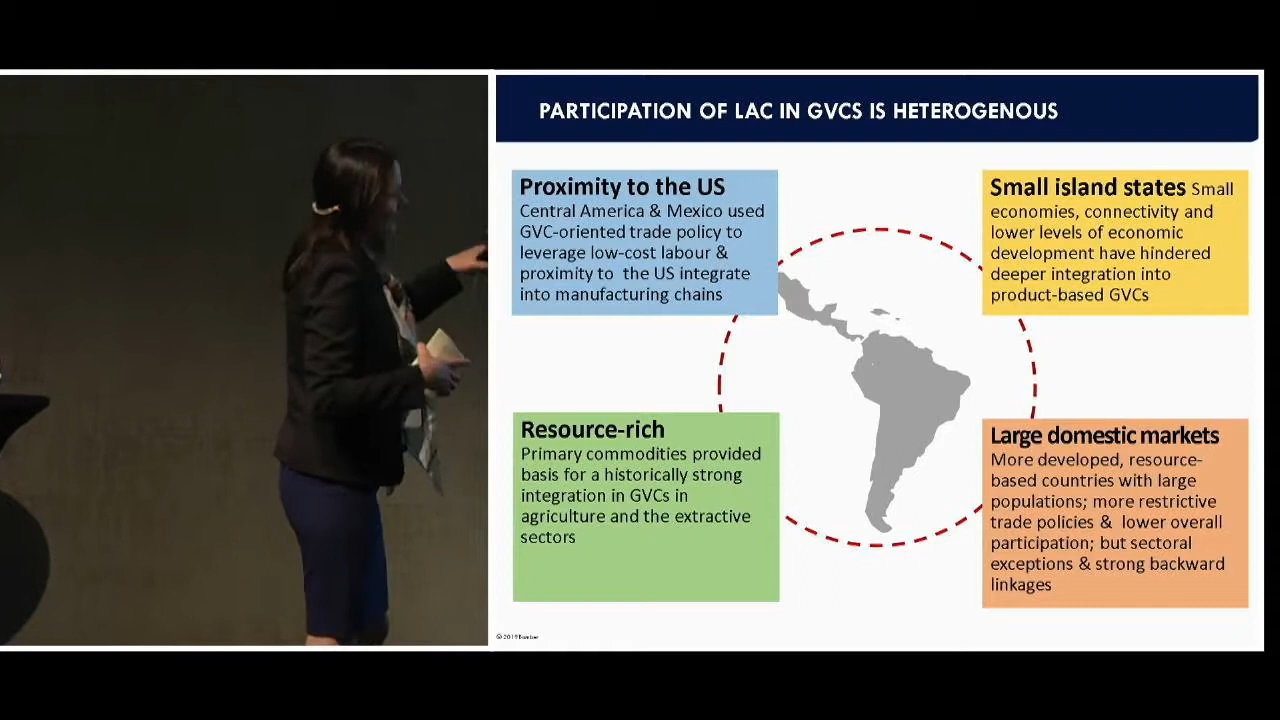 PARTICIPATION OF LAC IN GVCS IS HETEROGENOUS
Proximity to the US
Central America & Mexico used
GVC-oriented trade policy to
leverage low-cost labour &
proximity to the US integrate
into manufacturing chains
Small island states Small
economies, connectivity and
lower levels of economic
development have hindered
deeper integration into
product-based GVCs
Resource-rich
Primary commodities provided
basis for a historically strong
integration in GVCs in
agriculture and the extractive
sectors
Large domestic markets
More developed, resource-
based countries with large
populations; more restrictive
trade policies & lower overall
participation; but sectoral
exceptions & strong backward
linkages
© 2019 Bamber